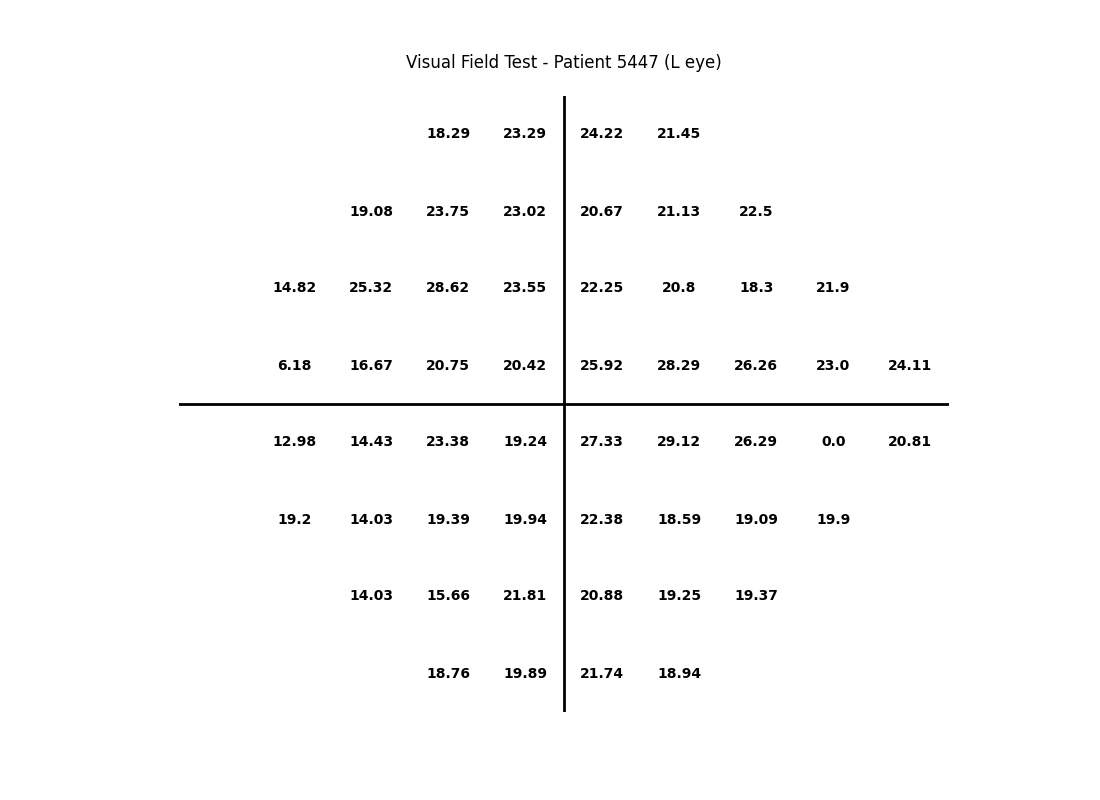 Visual Field Test - Patient 5447 (L eye)
18.29 23.29 24.22 21.45
19.08 23.75 23.02 20.67 21.13 22.5
14.82 25.32 28.62 23.55 22.25 20.8 18.3 21.9
6.18 16.67 20.75 20.42 25.92 28.29 26.26 23.0 24.11
12.98 14.43 23.38 19.24 27.33 29.12 26.29 0.0 20.81
19.2 14.03 19.39 19.94 22.38 18.59 19.09 19.9
14.03 15.66 21.81 20.88 19.25 19.37
18.76 19.89 21.74 18.94